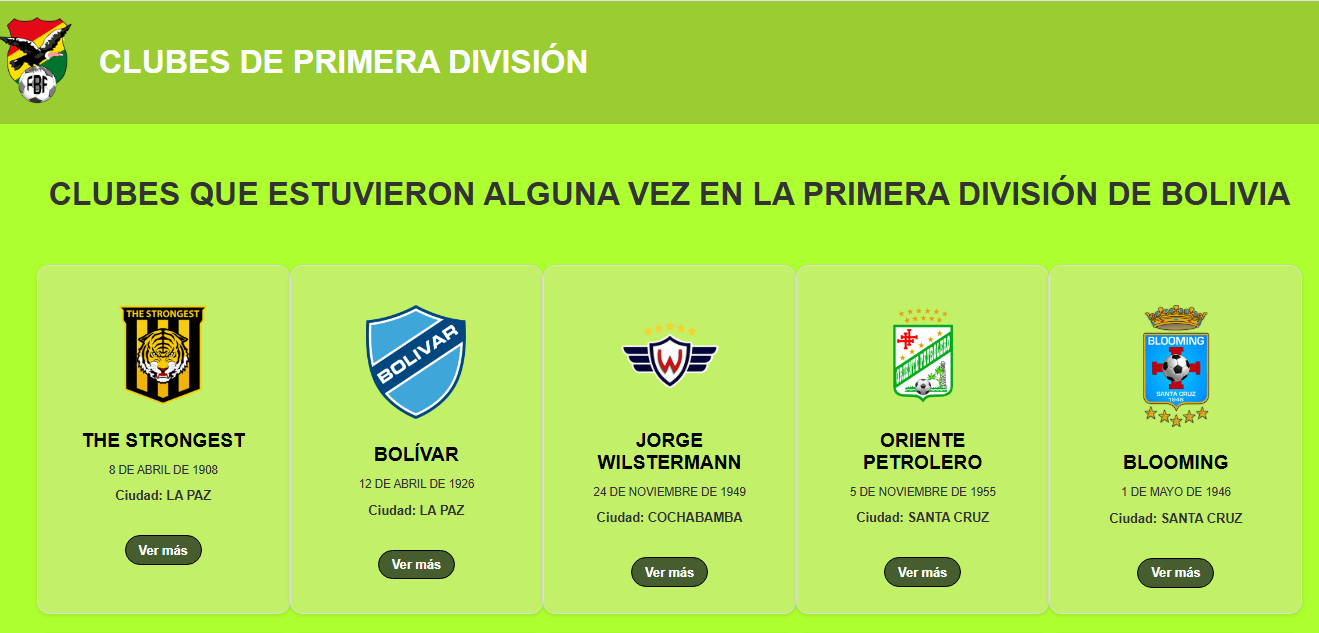 FBF
CLUBES DE PRIMERA DIVISIÓN
CLUBES QUE ESTUVIERON ALGUNA VEZ EN LA PRIMERA DIVISIÓN DE BOLIVIA
THE STRONGEST
THE STRONGEST
8 DE ABRIL DE 1908
Ciudad: LA PAZ
Ver más
BOLIVAR
BOLÍVAR
12 DE ABRIL DE 1926
Ciudad: LA PAZ
Ver más
W
JORGE
WILSTERMANN
24 DE NOVIEMBRE DE 1949
Ciudad: COCHABAMBA
Ver más
ORIENTE PETROLERO
ORIENTE
PETROLERO
5 DE NOVIEMBRE DE 1955
Ciudad: SANTA CRUZ
Ver más
BLOOMING
SANTA CRUZ
1946
BLOOMING
1 DE MAYO DE 1946
Ciudad: SANTA CRUZ
Ver más